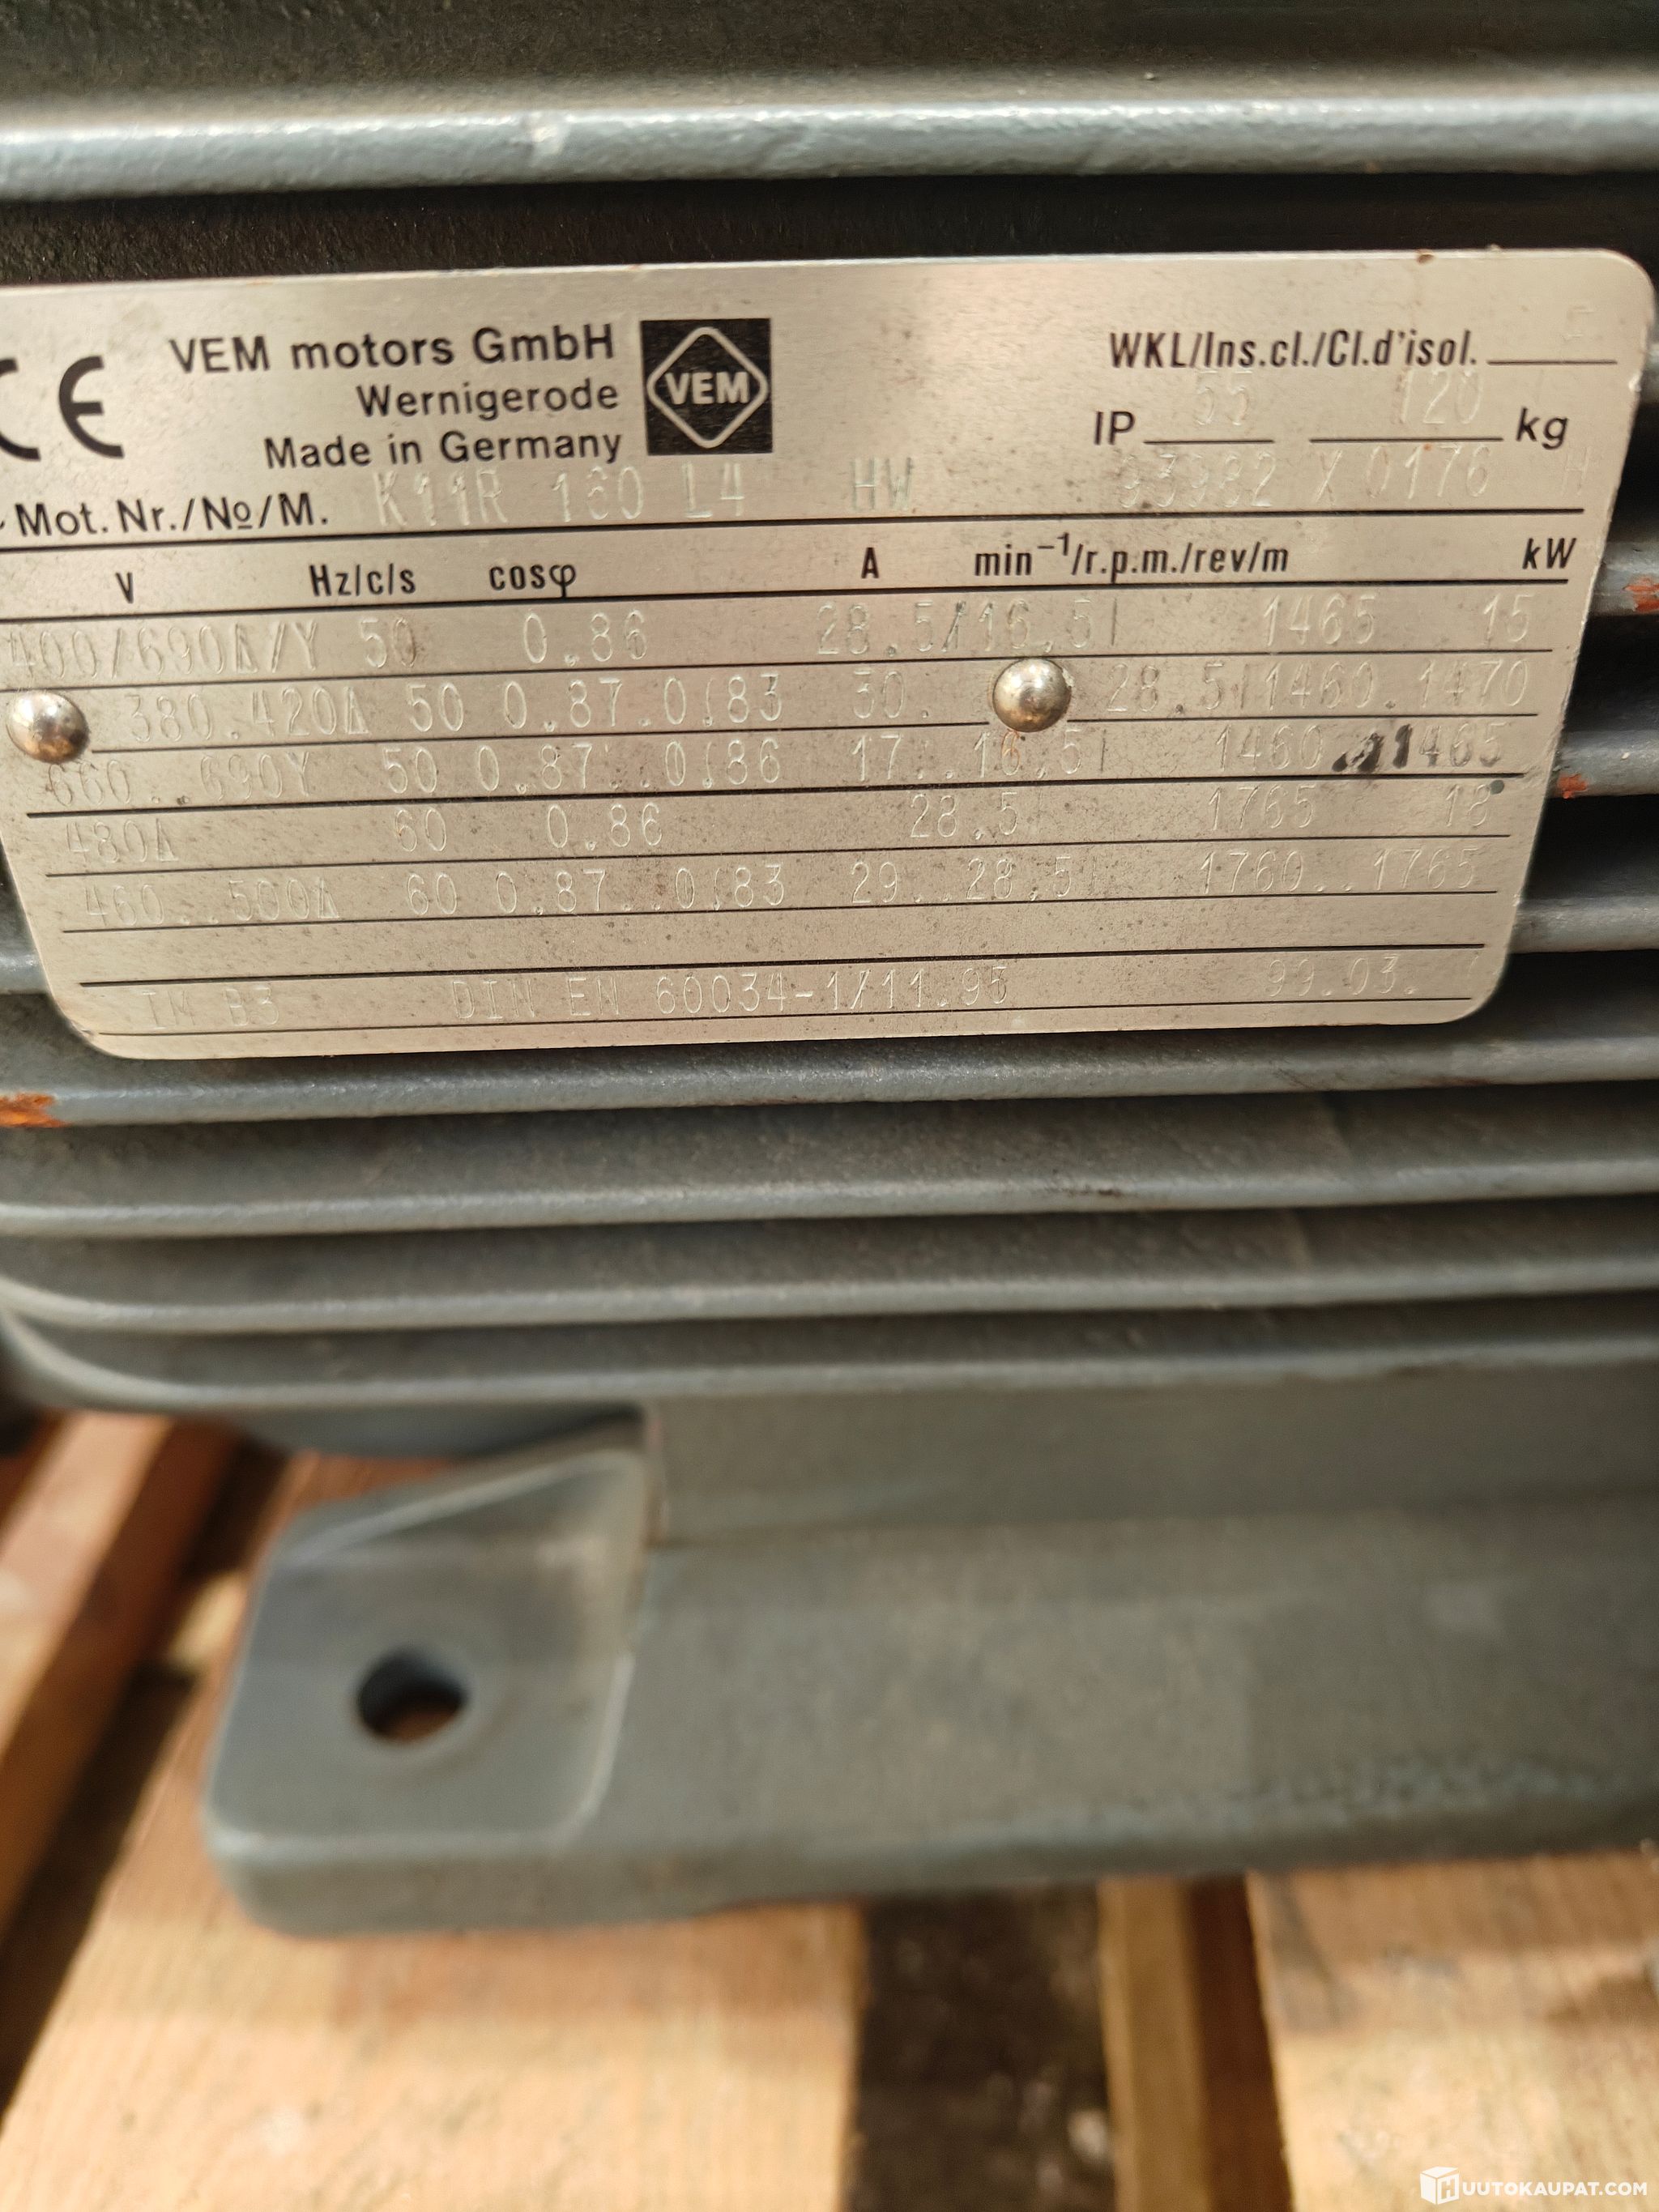 CE VEM motors GmbH VEM WKL/Ins.cl./Cl.d'isol.
Wernigerode
Made in Germany IP 55 120 kg
Mot. Nr./No/M. K11R 160 L4 HW X 0176 H
V Hz/c/s cosφ A min⁻¹/r.p.m./rev/m kW
400/690Δ/Y 50 0.86 28.5/16.5 1465 15
380.420Δ 50 0.87.0.83 30. 28.5 1460.1470
660..690Y 50 0.87..0.86 17..16.5 1460..1465
480Δ 60 0.86 28.5 1765 18
460..500Δ 60 0.87..0.83 29..28.5 1760..1765
IM B3 DIN EN 60034-1/11.95 99.03.
HUUTOKAUPAT.COM